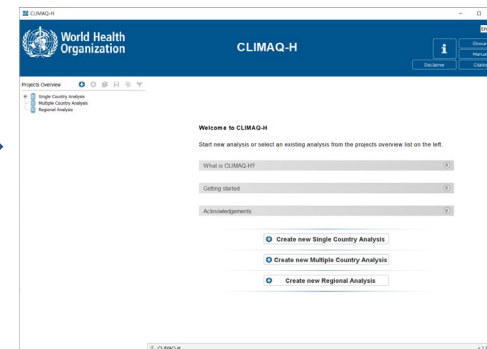 CLIMAQ-H
World Health
Organization
CLIMAQ-H
Disclaimer
Projects Overview
Single Country Analysis
Multiple Country Analysis
Regional Analysis
Welcome to CLIMAQ-H
Start new analysis or select an existing analysis from the projects overview list on the left.
What is CLIMAQ-H?
Getting started
Acknowledgements
Create new Single Country Analysis
Create new Multiple Country Analysis
Create new Regional Analysis
CLIMAQ-H